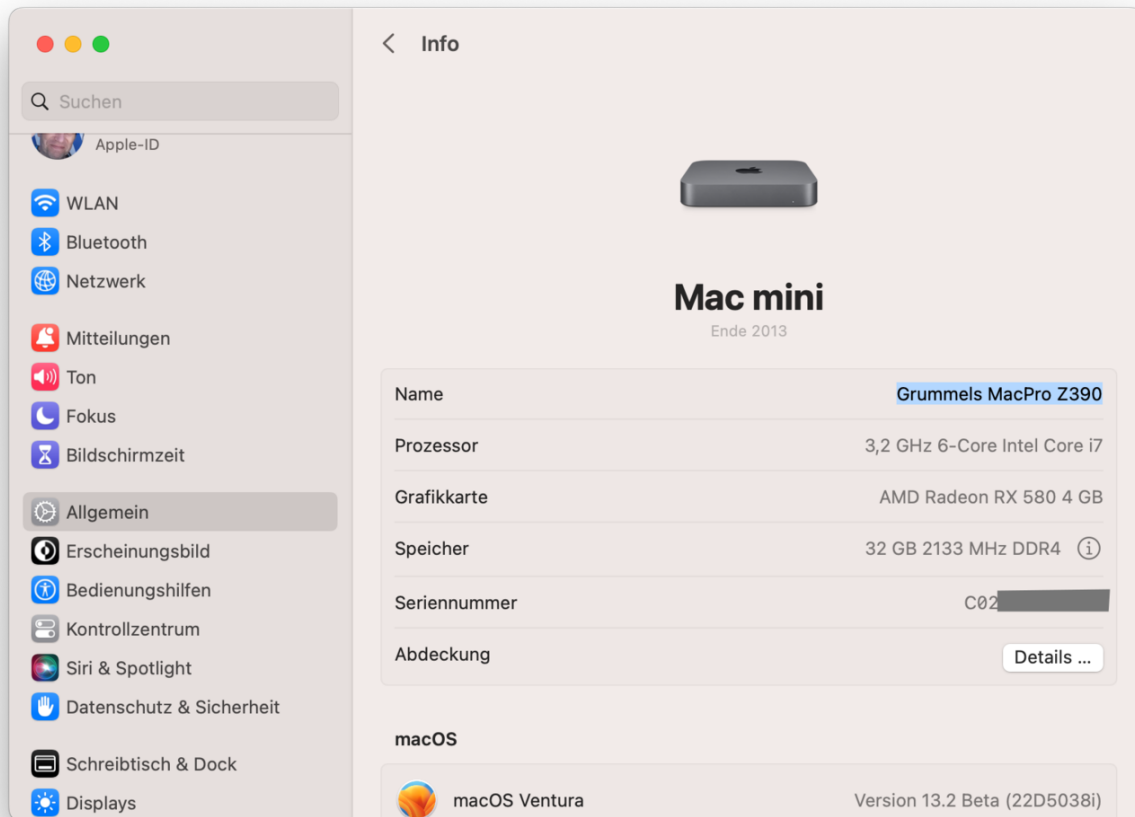 Info
Suchen
Apple-ID
WLAN
Bluetooth
Netzwerk
Mitteilungen
Ton
Fokus
Bildschirmzeit
Allgemein
Erscheinungsbild
Bedienungshilfen
Kontrollzentrum
Siri & Spotlight
Datenschutz & Sicherheit
Schreibtisch & Dock
Displays
Mac mini
Ende 2013
Name Grummels MacPro Z390
Prozessor 3,2 GHz 6-Core Intel Core i7
Grafikkarte AMD Radeon RX 580 4 GB
Speicher 32 GB 2133 MHz DDR4
Seriennummer C02
Abdeckung Details ...
macOS
macOS Ventura Version 13.2 Beta (22D5038i)